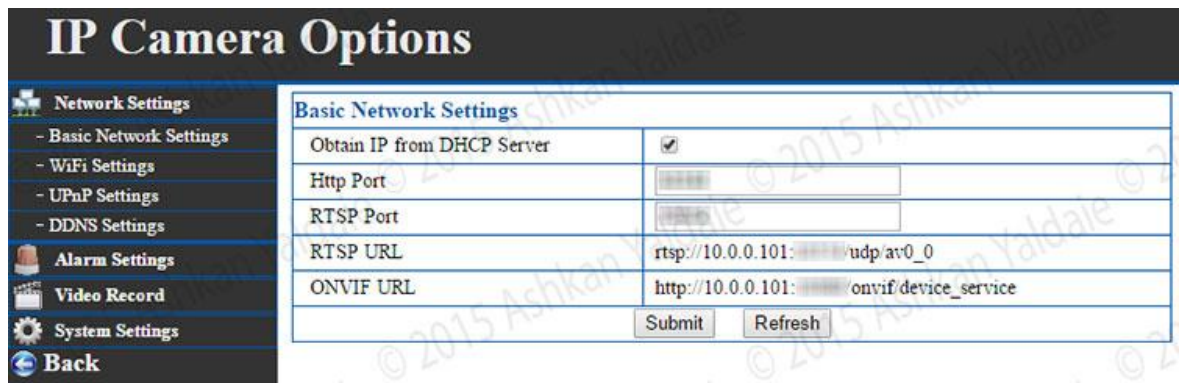 IP Camera Options
Network Settings
- Basic Network Settings
- WiFi Settings
- UPnP Settings
- DDNS Settings
Alarm Settings
Video Record
System Settings
Back
Basic Network Settings
Obtain IP from DHCP Server
Http Port
RTSP Port
RTSP URL rtsp://10.0.0.101: /udp/av0_0
ONVIF URL http://10.0.0.101: /onvif/device_service
Submit Refresh
© 2015 Ashkan Yaldaie